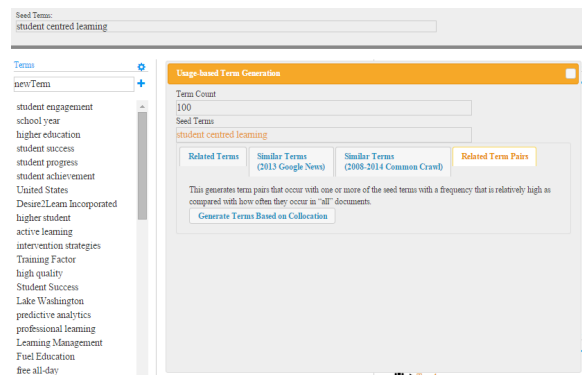 Seed Terms:
student centred learning
Terms
newTerm
student engagement
school year
higher education
student success
student progress
student achievement
United States
Desire2Learn Incorporated
higher student
active learning
intervention strategies
Training Factor
high quality
Student Success
Lake Washington
predictive analytics
professional learning
Learning Management
Fuel Education
free all-day
Usage-based Term Generation
Term Count
100
Seed Terms
student centred learning
Related Terms
Similar Terms
(2013 Google News)
Similar Terms
(2008-2014 Common Crawl)
Related Term Pairs
This generates term pairs that occur with one or more of the seed terms with a frequency that is relatively high as
compared with how often they occur in "all" documents.
Generate Terms Based on Collocation